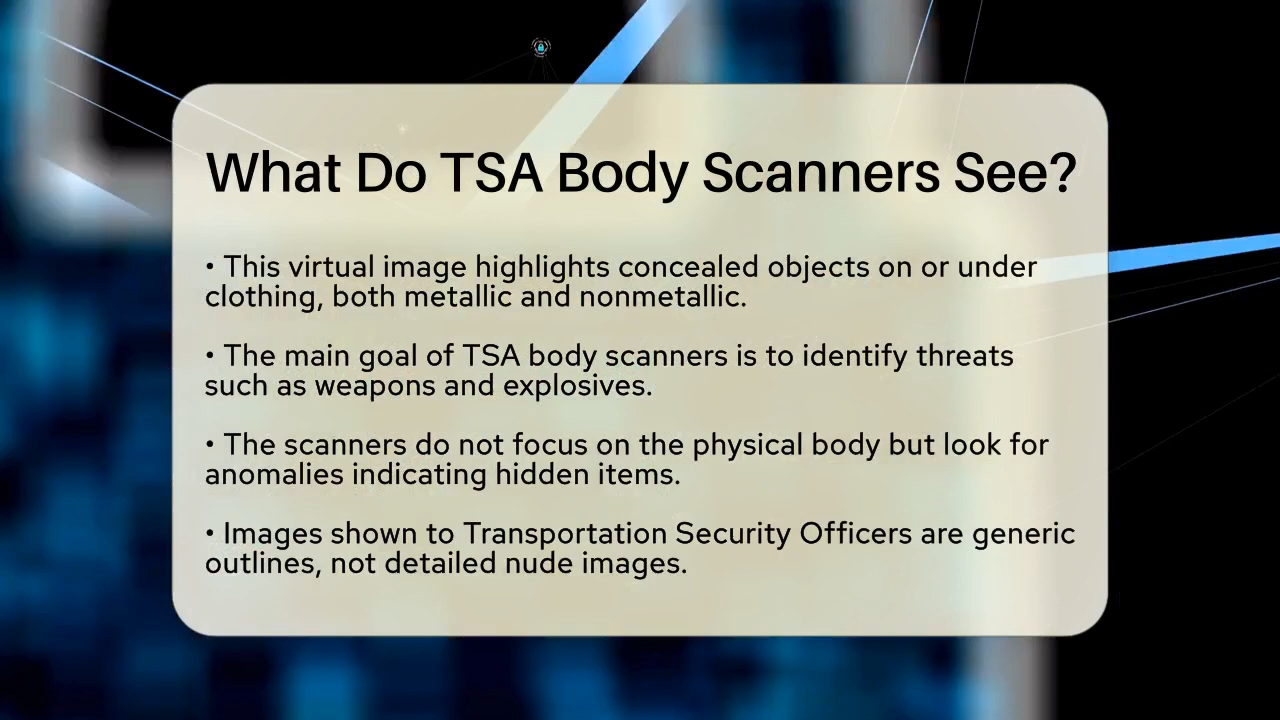 What Do TSA Body Scanners See?
• This virtual image highlights concealed objects on or under
clothing, both metallic and nonmetallic.
• The main goal of TSA body scanners is to identify threats
such as weapons and explosives.
• The scanners do not focus on the physical body but look for
anomalies indicating hidden items.
• Images shown to Transportation Security Officers are generic
outlines, not detailed nude images.